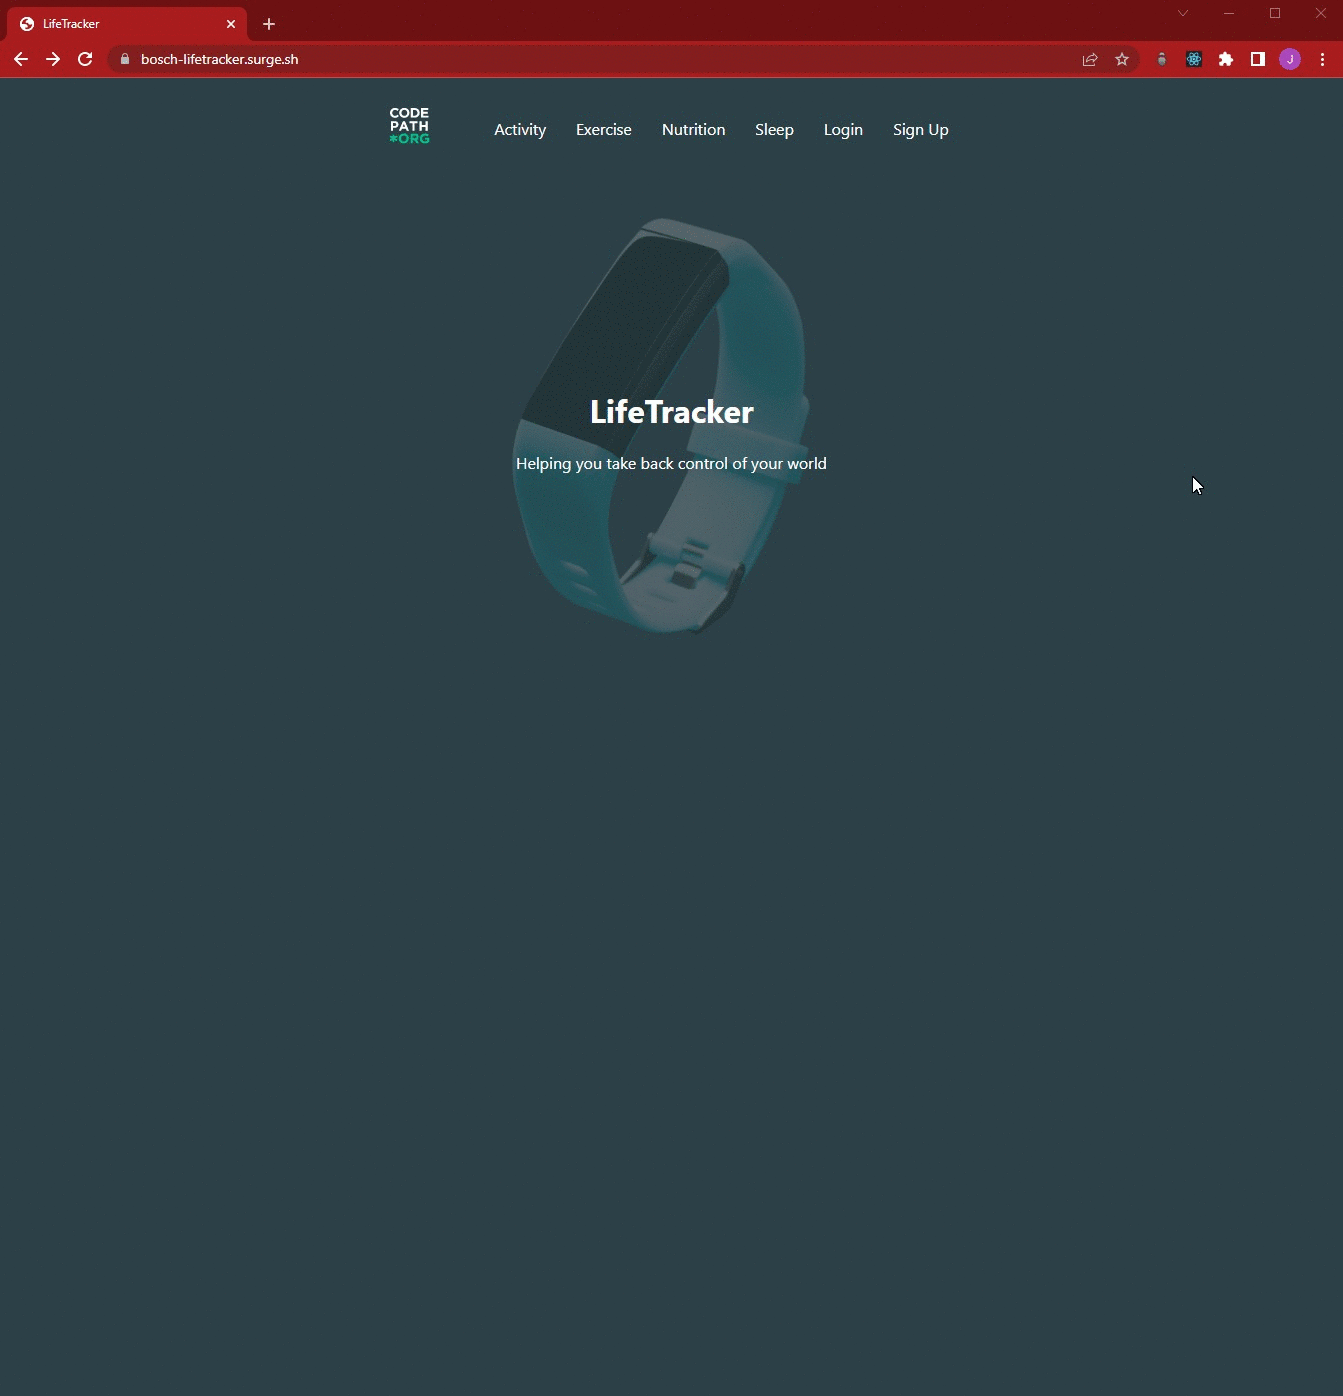 LifeTracker
bosch-lifetracker.surge.sh
J
CODE
PATH
*ORG
Activity Exercise Nutrition Sleep Login Sign Up
LifeTracker
Helping you take back control of your world